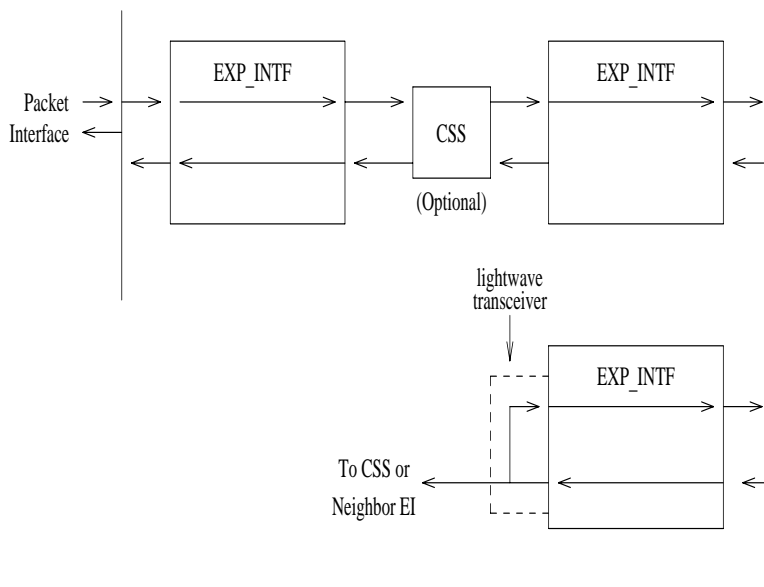 EXP_INTF
EXP_INTF
Packet
Interface
CSS
(Optional)
lightwave
transceiver
EXP_INTF
To CSS or
Neighbor EI